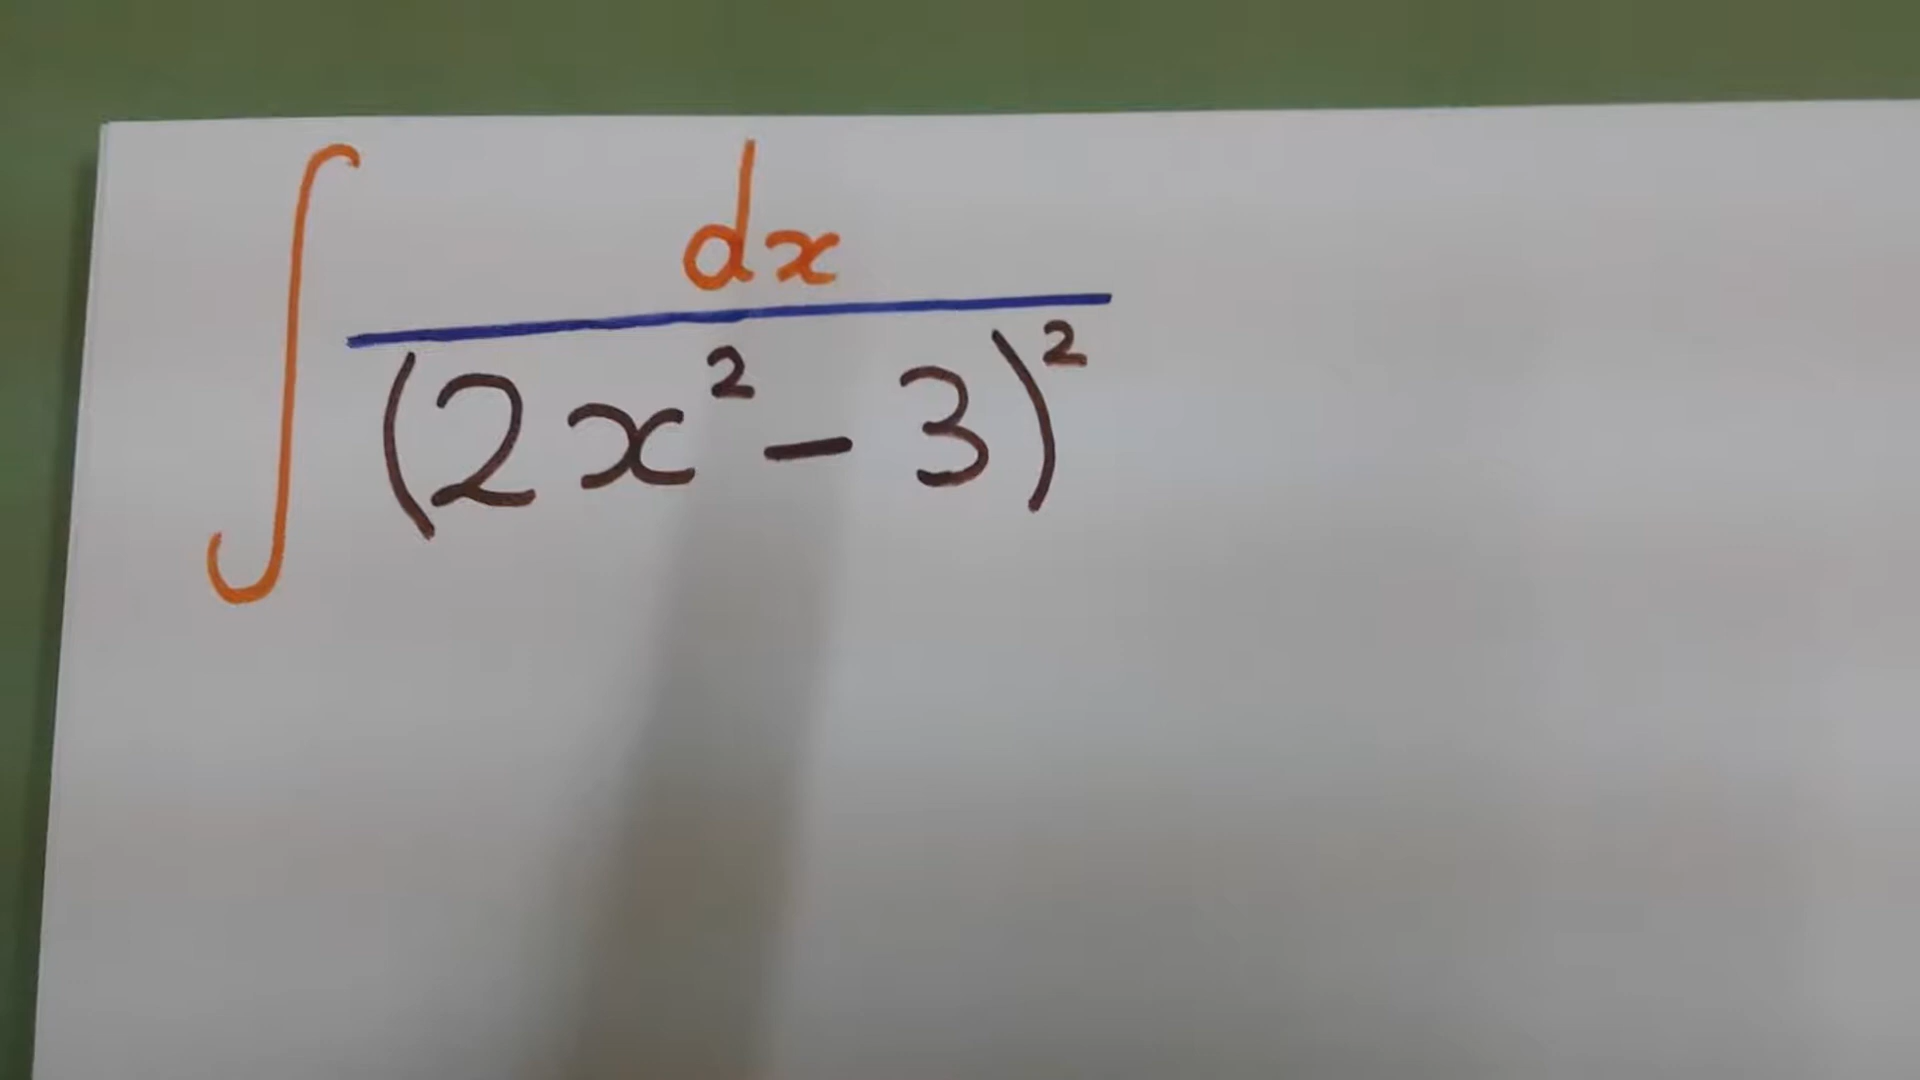 ∫ dx
(2x² - 3)²